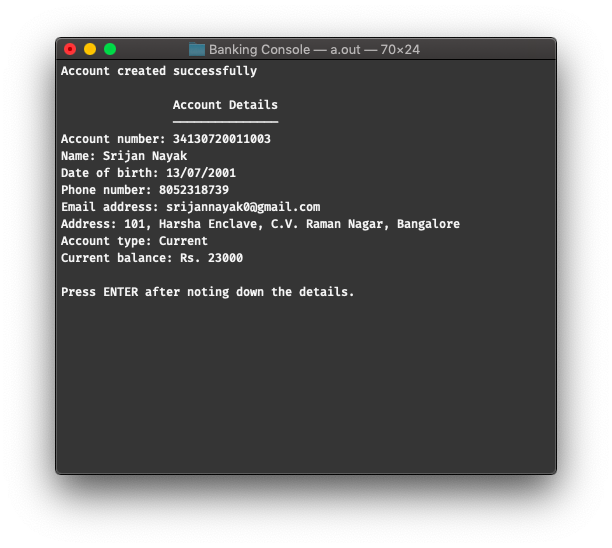 Banking Console — a.out — 70×24
Account created successfully
Account Details
Account number: 34130720011003
Name: Srijan Nayak
Date of birth: 13/07/2001
Phone number: 8052318739
Email address: srijannayak0@gmail.com
Address: 101, Harsha Enclave, C.V. Raman Nagar, Bangalore
Account type: Current
Current balance: Rs. 23000
Press ENTER after noting down the details.